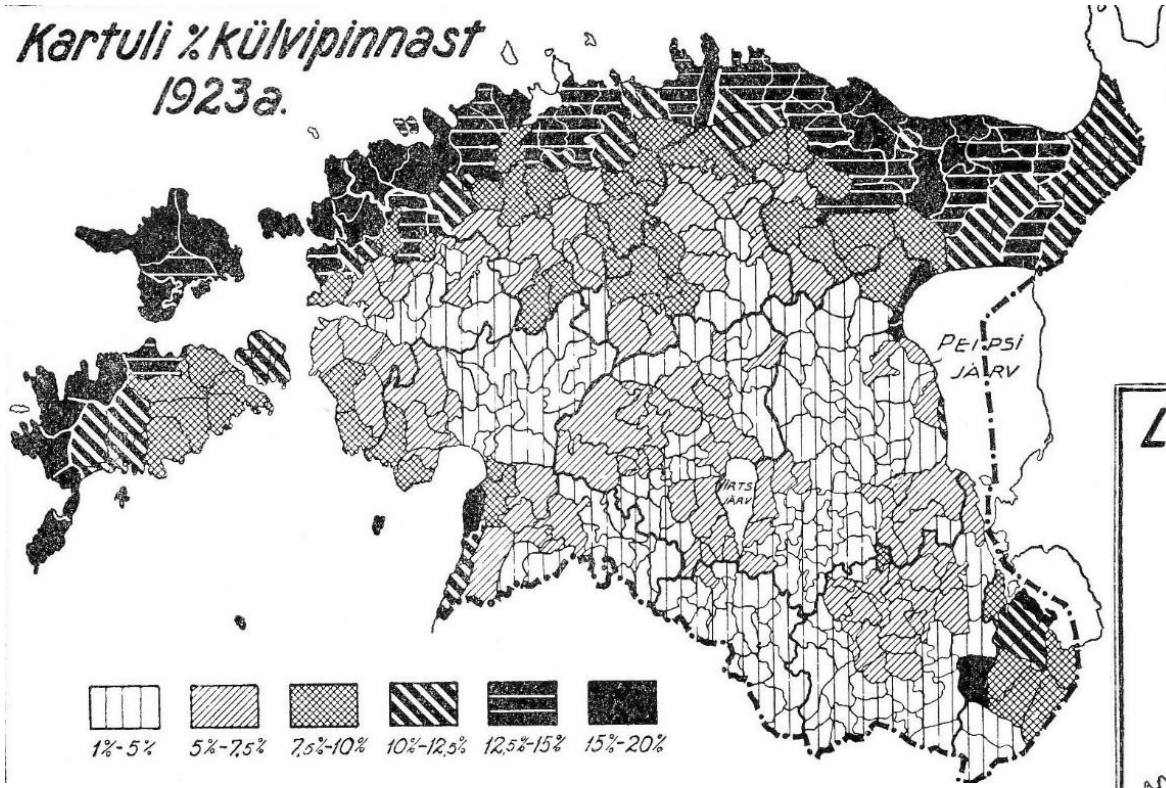 Kartuli % külvipinnast
1923a.
PEIPSI
JÄRV
VIRTS
JÄRV
1%-5%
5%-7,5%
7,5%-10%
10%-12,5%
12,5%-15%
15%-20%